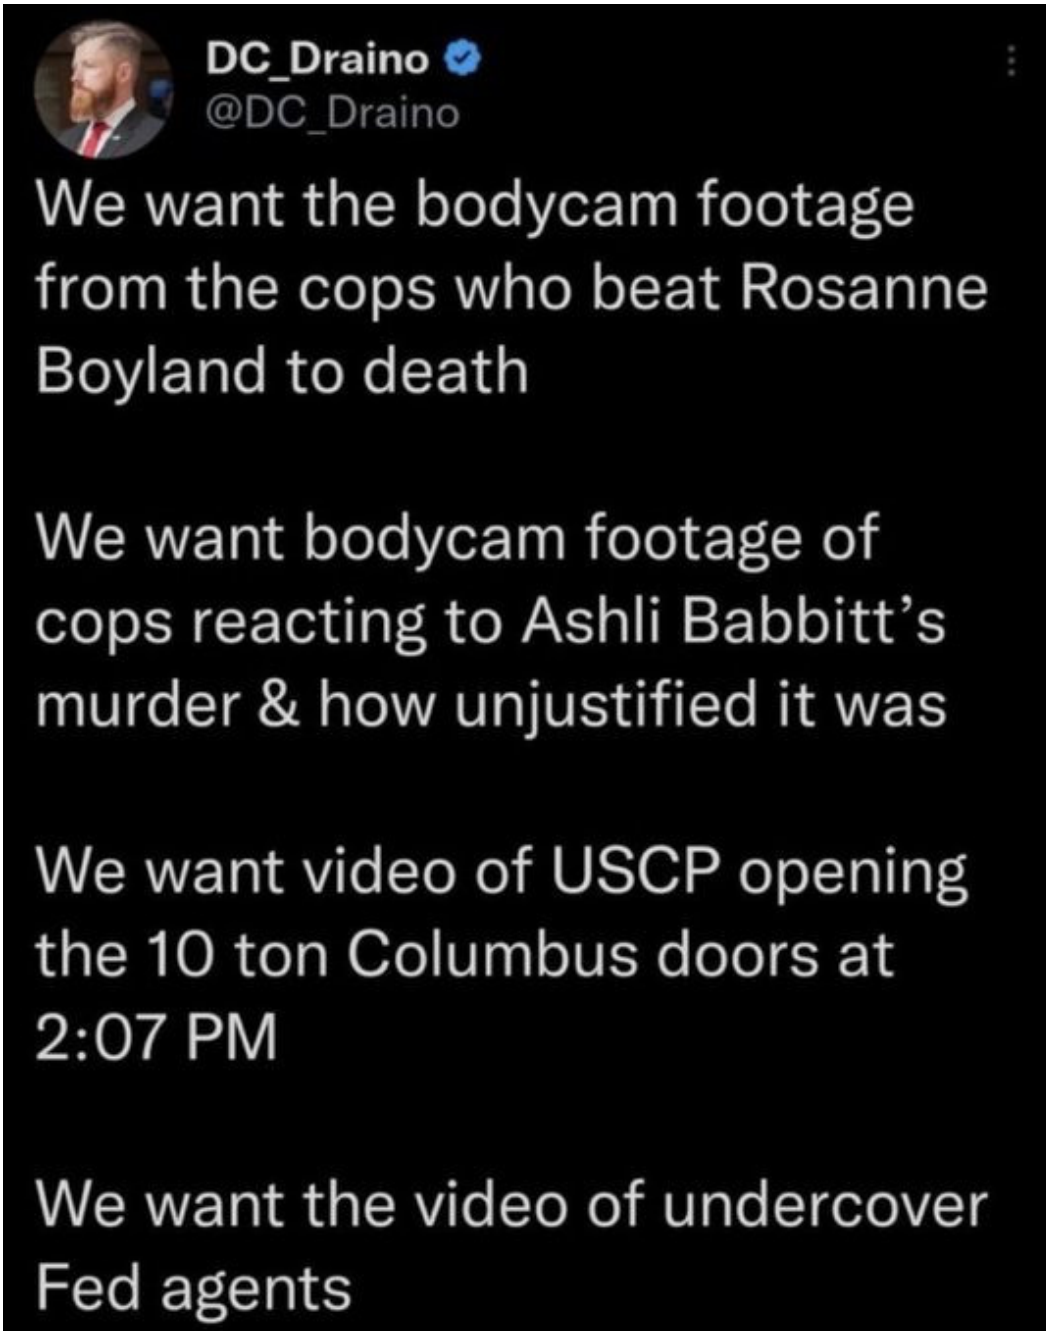 DC_Draino
@DC_Draino
We want the bodycam footage
from the cops who beat Rosanne
Boyland to death
We want bodycam footage of
cops reacting to Ashli Babbitt’s
murder & how unjustified it was
We want video of USCP opening
the 10 ton Columbus doors at
2:07 PM
We want the video of undercover
Fed agents